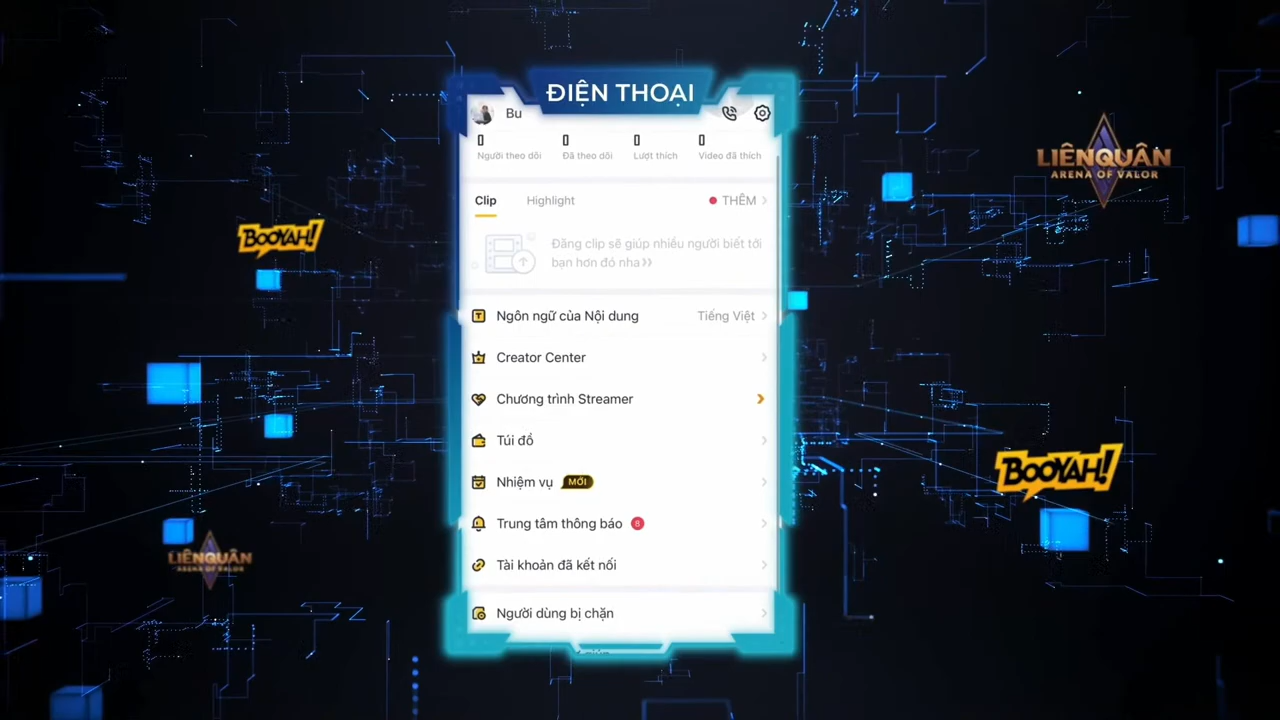 ĐIỆN THOẠI
Bu
0 0 0 0
Người theo dõi Đã theo dõi Lượt thích Video đã thích
Clip Highlight THÊM
Đăng clip sẽ giúp nhiều người biết tới
bạn hơn đó nha
Ngôn ngữ của Nội dung Tiếng Việt
Creator Center
Chương trình Streamer
Túi đồ
Nhiệm vụ MỚI
Trung tâm thông báo 8
Tài khoản đã kết nối
Người dùng bị chặn
BOOYAH!
LIÊNQUÂN
ARENA OF VALOR
LIÊNQUÂN
ARENA OF VALOR
BOOYAH!